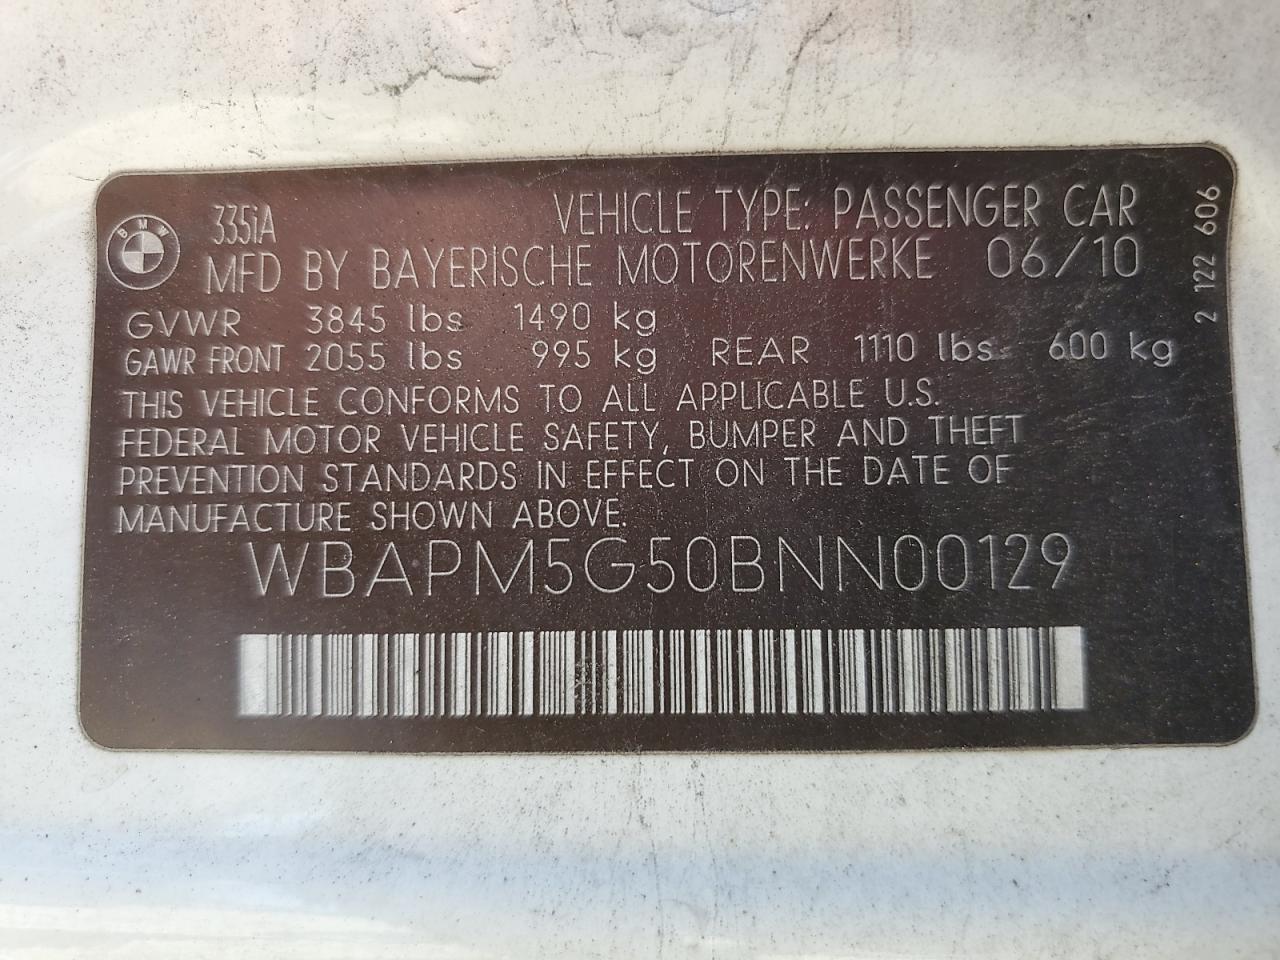 BMW
335iA VEHICLE TYPE: PASSENGER CAR
MFD BY BAYERISCHE MOTORENWERKE 06/10
GVWR 3845 lbs 1490 kg
GAWR FRONT 2055 lbs 995 kg REAR 1110 lbs 600 kg
THIS VEHICLE CONFORMS TO ALL APPLICABLE U.S.
FEDERAL MOTOR VEHICLE SAFETY, BUMPER AND THEFT
PREVENTION STANDARDS IN EFFECT ON THE DATE OF
MANUFACTURE SHOWN ABOVE.
WBAPM5G50BNN00129
2 122 606